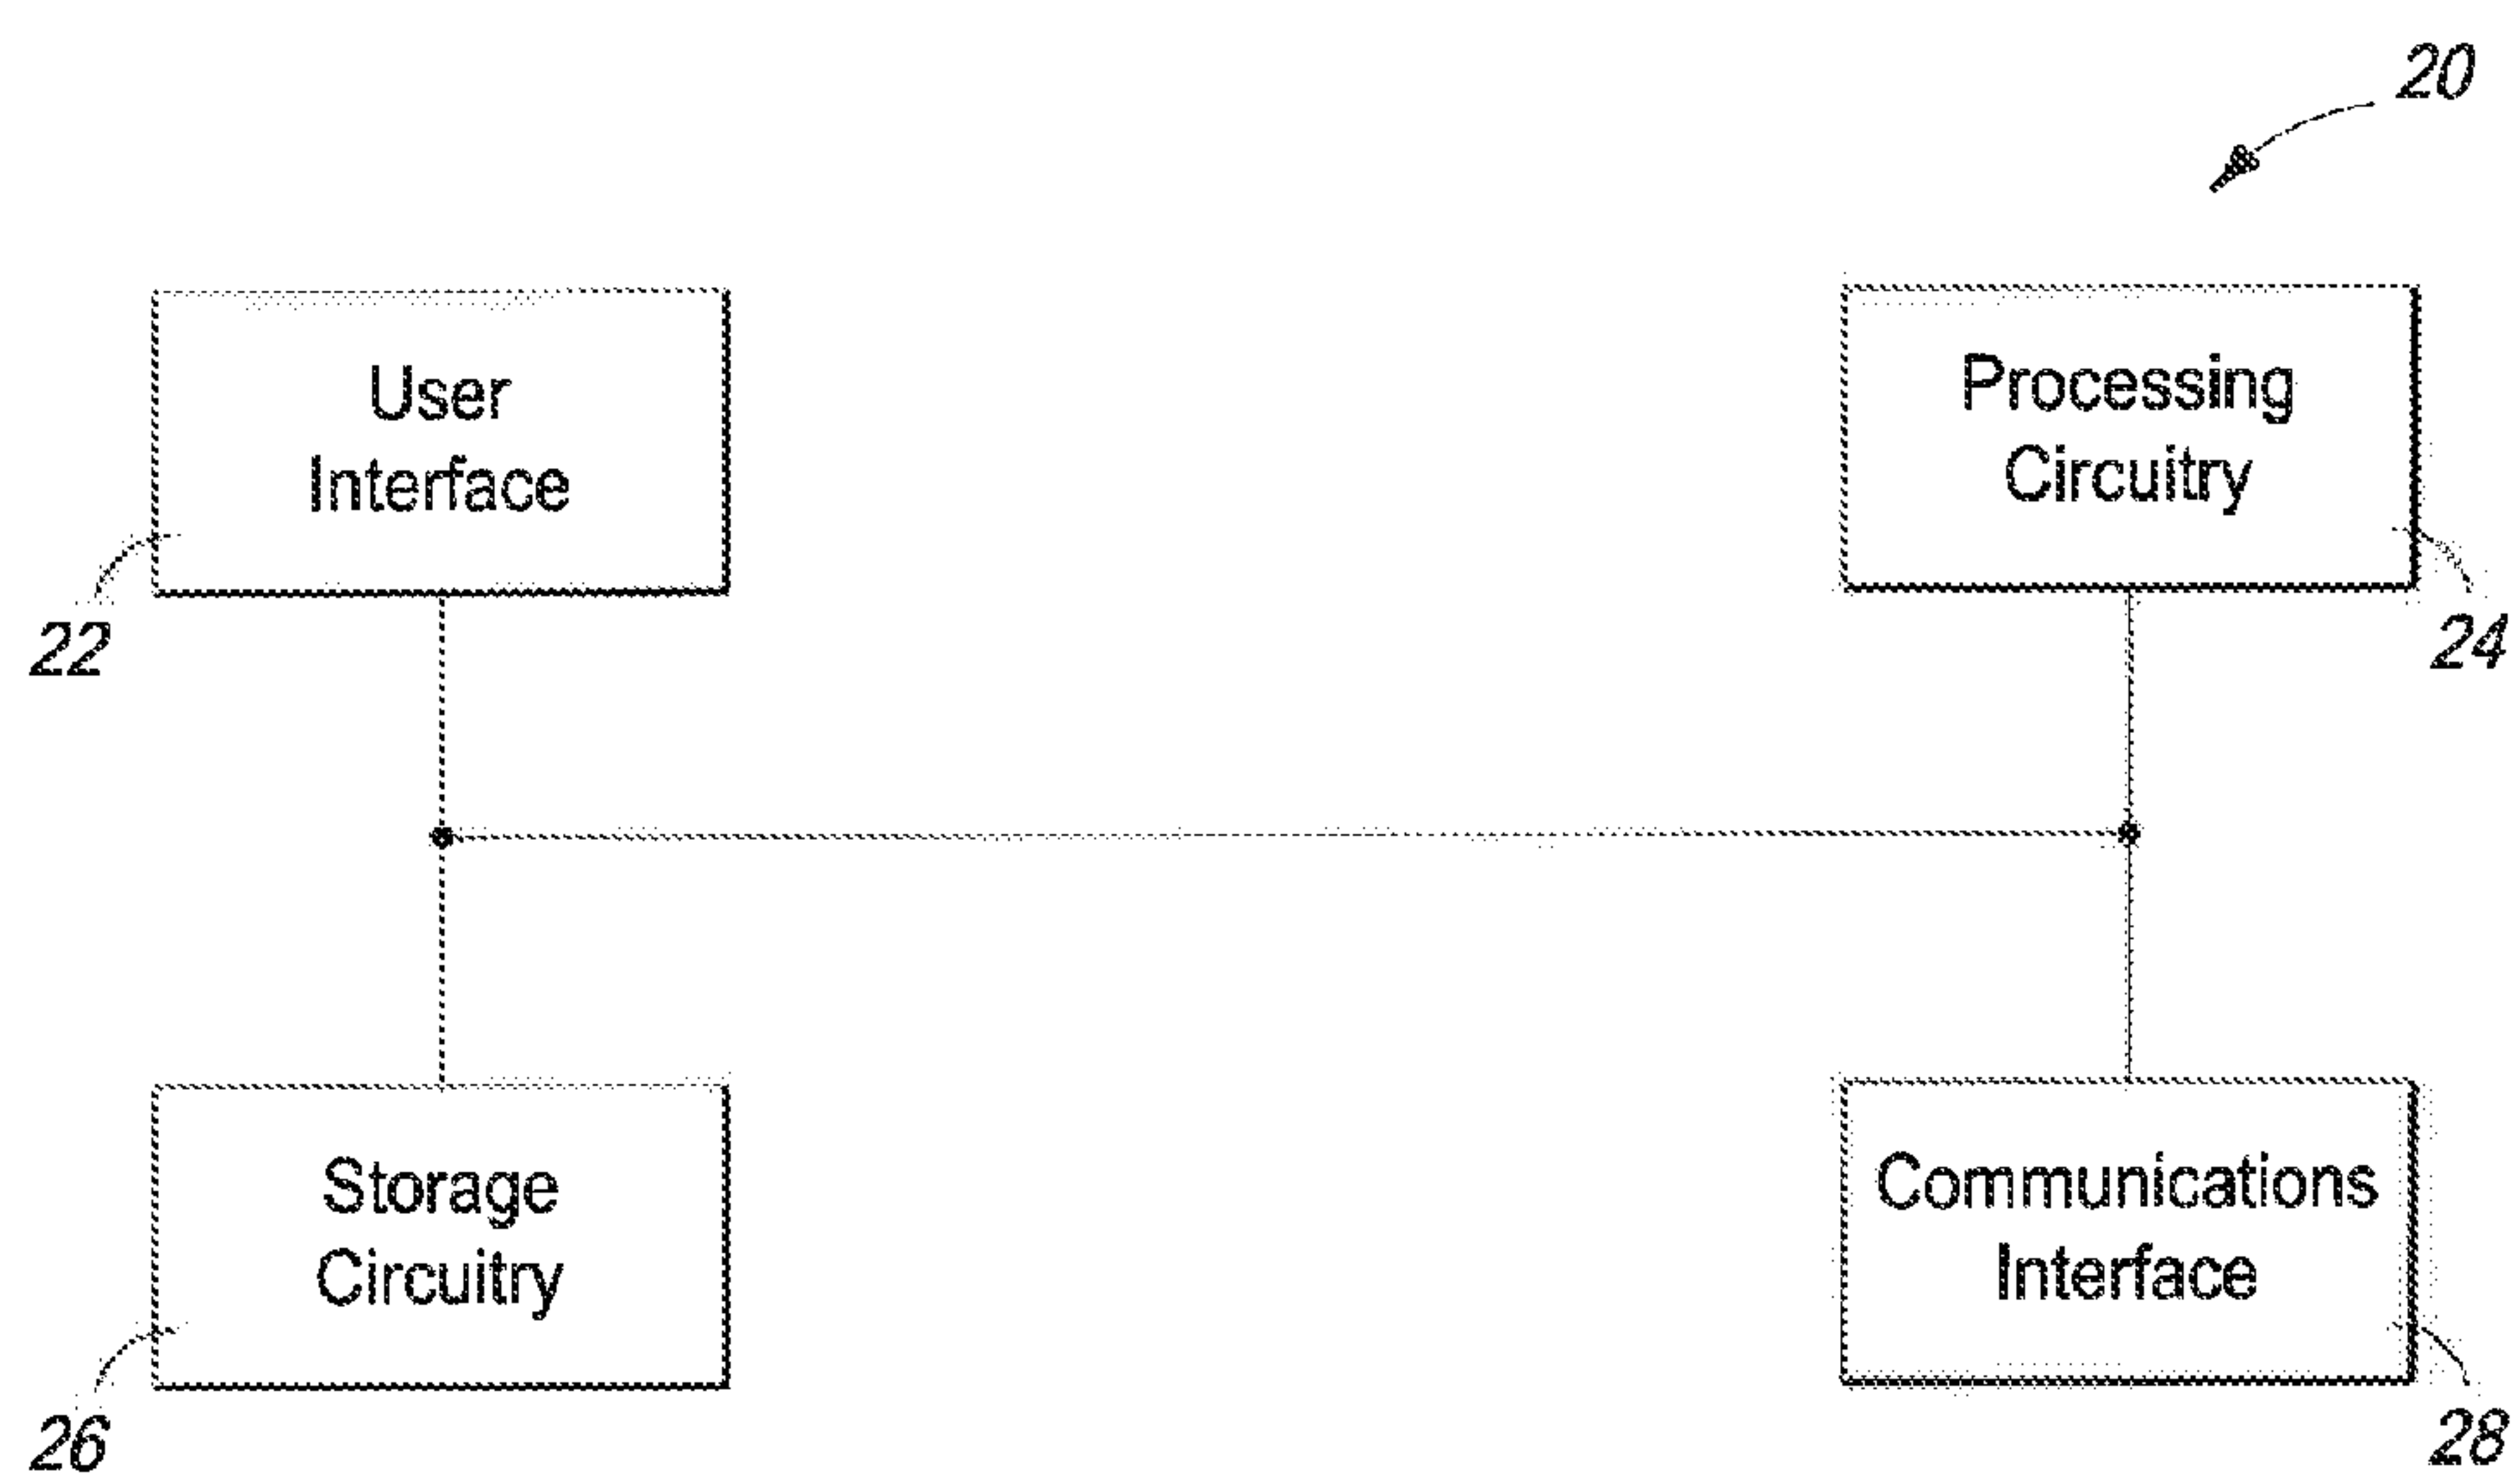 20
User
Interface
22
Processing
Circuitry
24
Storage
Circuitry
26
Communications
Interface
28